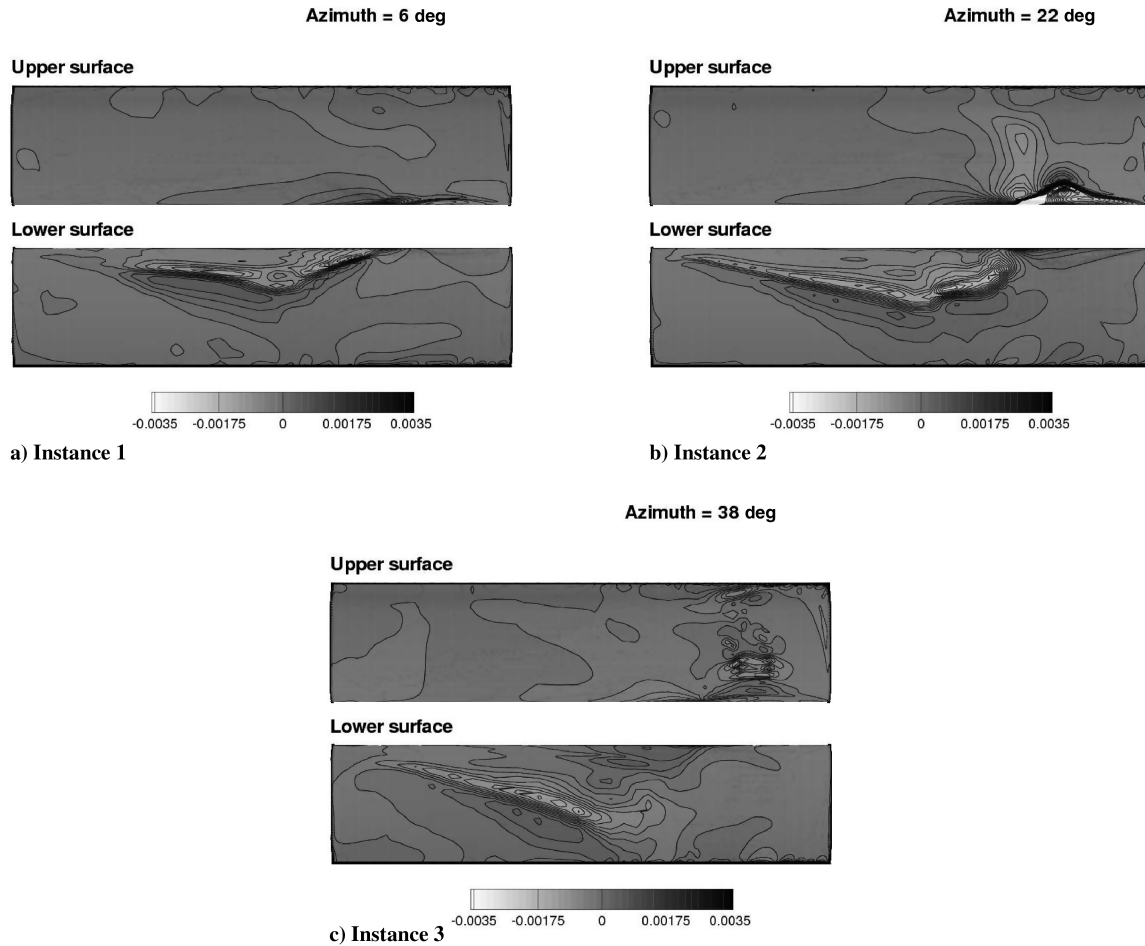 Azimuth = 6 deg
Upper surface
Lower surface
-0.0035 -0.00175 0 0.00175 0.0035
a) Instance 1
Azimuth = 22 deg
Upper surface
Lower surface
-0.0035 -0.00175 0 0.00175 0.0035
b) Instance 2
Azimuth = 38 deg
Upper surface
Lower surface
-0.0035 -0.00175 0 0.00175 0.0035
c) Instance 3